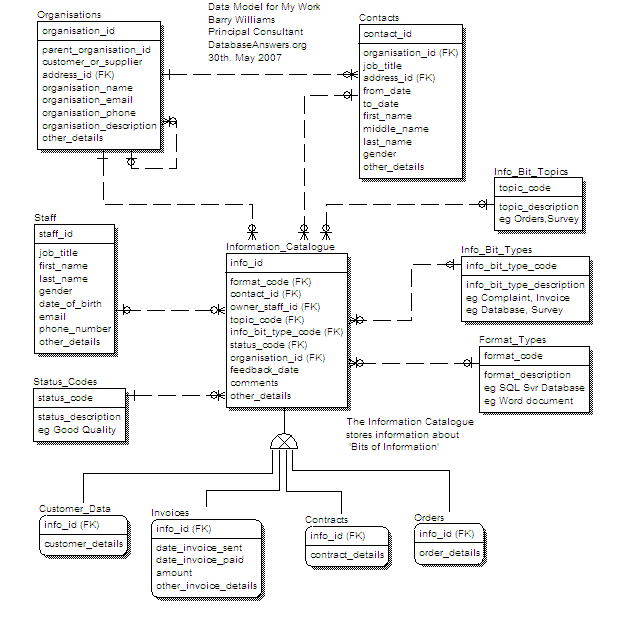 Organisations
organisation_id
parent_organisation_id
customer_or_supplier
address_id (FK)
organisation_name
organisation_email
organisation_phone
organisation_description
other_details
Data Model for My Work
Barry Williams
Principal Consultant
DatabaseAnswers.org
30th. May 2007
Contacts
contact_id
organisation_id (FK)
job_title
address_id (FK)
from_date
to_date
first_name
middle_name
last_name
gender
other_details
Info_Bit_Topics
topic_code
topic_description
eg Orders,Survey
Staff
staff_id
job_title
first_name
last_name
gender
date_of_birth
email
phone_number
other_details
Information_Catalogue
info_id
format_code (FK)
contact_id (FK)
owner_staff_id (FK)
topic_code (FK)
info_bit_type_code (FK)
status_code (FK)
organisation_id (FK)
feedback_date
comments
other_details
Info_Bit_Types
info_bit_type_code
info_bit_type_description
eg Complaint, Invoice
eg Database, Survey
Format_Types
format_code
format_description
eg SQL Svr Database
eg Word document
Status_Codes
status_code
status_description
eg Good Quality
The Information Catalogue
stores information about
'Bits of Information'
Customer_Data
info_id (FK)
customer_details
Invoices
info_id (FK)
date_invoice_sent
date_invoice_paid
amount
other_invoice_details
Contracts
info_id (FK)
contract_details
Orders
info_id (FK)
order_details